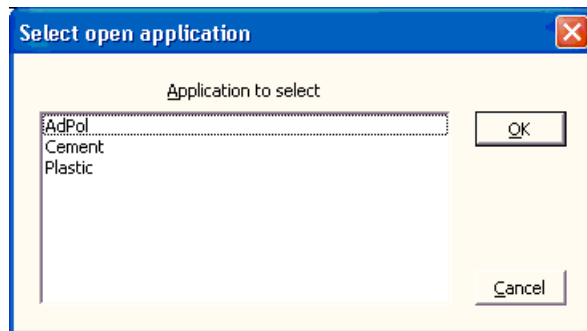 Select open application
Application to select
AdPol
Cement
Plastic
OK
Cancel